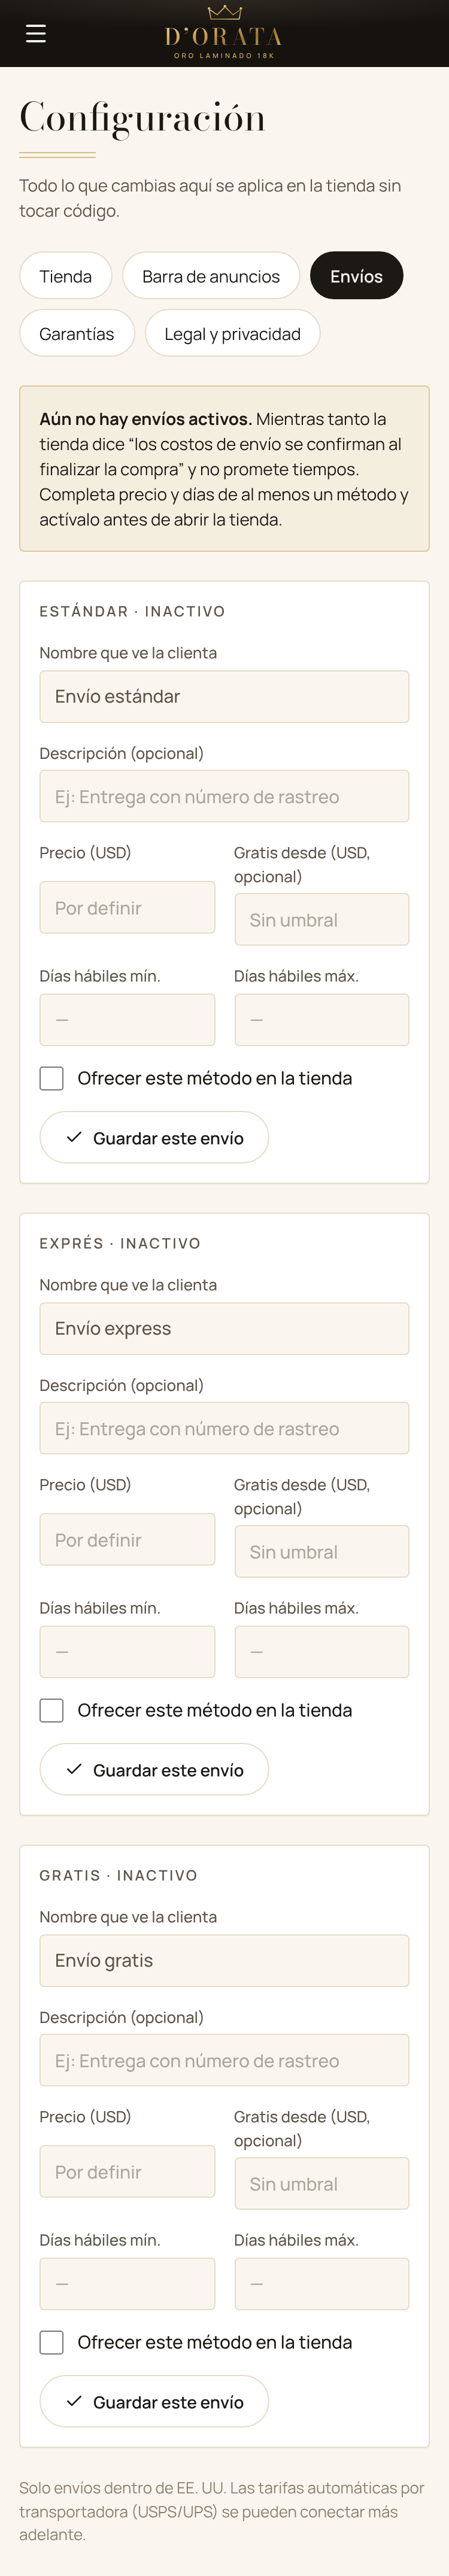 D’ORATA
ORO LAMINADO 18K
Configuración
Todo lo que cambias aquí se aplica en la tienda sin
tocar código.
Tienda
Barra de anuncios
Envíos
Garantías
Legal y privacidad
Aún no hay envíos activos. Mientras tanto la
tienda dice “los costos de envío se confirman al
finalizar la compra” y no promete tiempos.
Completa precio y días de al menos un método y
actívalo antes de abrir la tienda.
ESTÁNDAR · INACTIVO
Nombre que ve la clienta
Envío estándar
Descripción (opcional)
Ej: Entrega con número de rastreo
Precio (USD)
Gratis desde (USD,
opcional)
Por definir
Sin umbral
Días hábiles mín.
Días hábiles máx.
—
—
Ofrecer este método en la tienda
Guardar este envío
EXPRÉS · INACTIVO
Nombre que ve la clienta
Envío express
Descripción (opcional)
Ej: Entrega con número de rastreo
Precio (USD)
Gratis desde (USD,
opcional)
Por definir
Sin umbral
Días hábiles mín.
Días hábiles máx.
—
—
Ofrecer este método en la tienda
Guardar este envío
GRATIS · INACTIVO
Nombre que ve la clienta
Envío gratis
Descripción (opcional)
Ej: Entrega con número de rastreo
Precio (USD)
Gratis desde (USD,
opcional)
Por definir
Sin umbral
Días hábiles mín.
Días hábiles máx.
—
—
Ofrecer este método en la tienda
Guardar este envío
Solo envíos dentro de EE. UU. Las tarifas automáticas por
transportadora (USPS/UPS) se pueden conectar más
adelante.